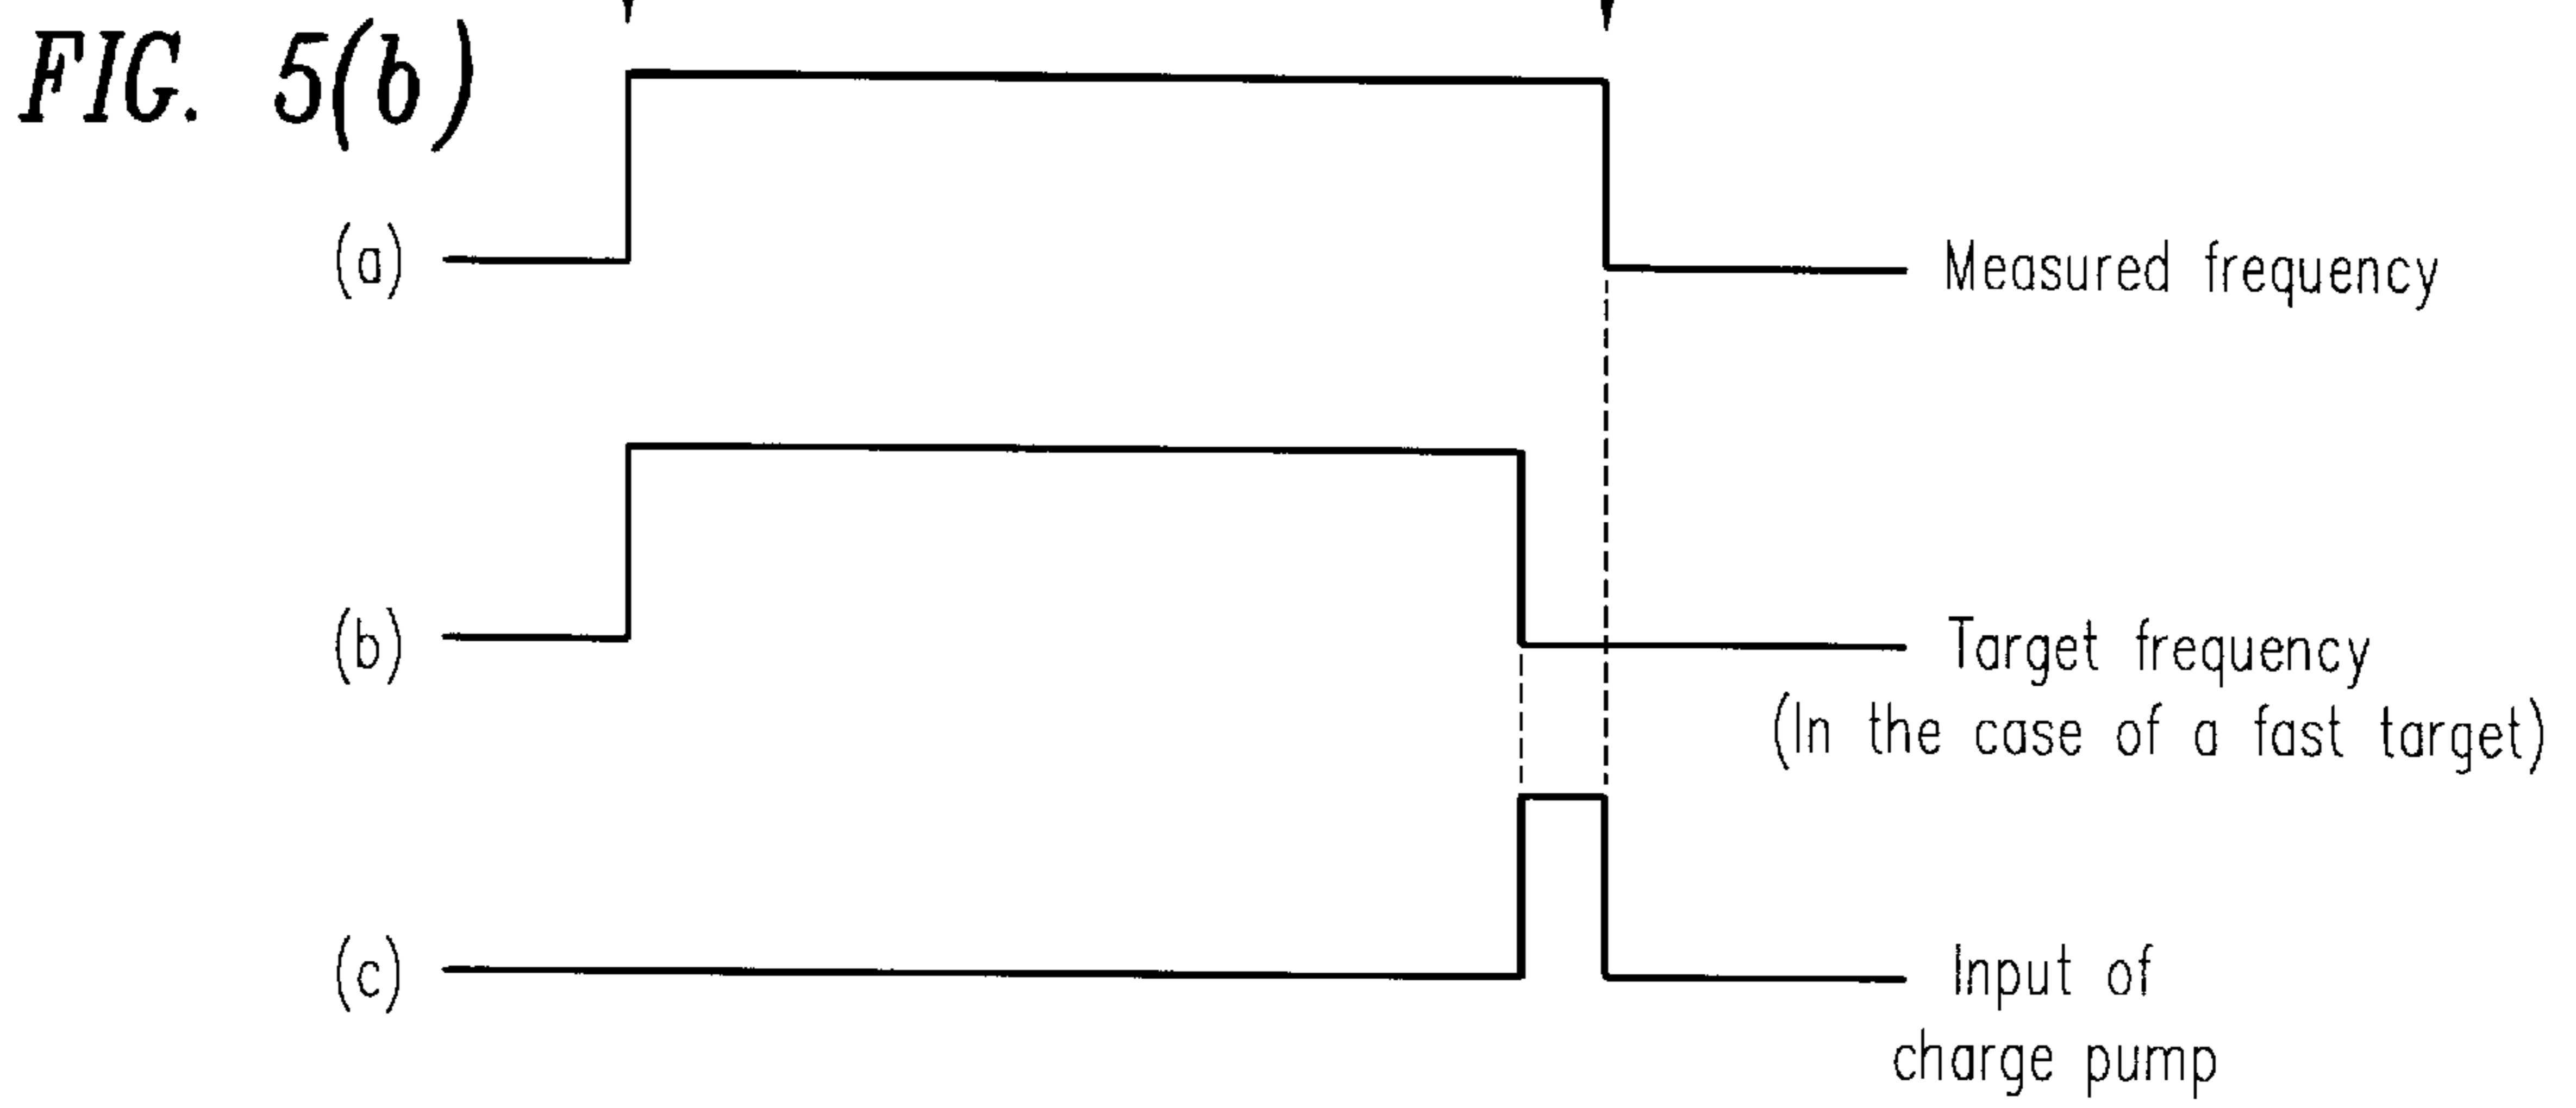 FIG. 5(b)
(a)
Measured frequency
(b)
Target frequency
(In the case of a fast target)
(c)
Input of
charge pump